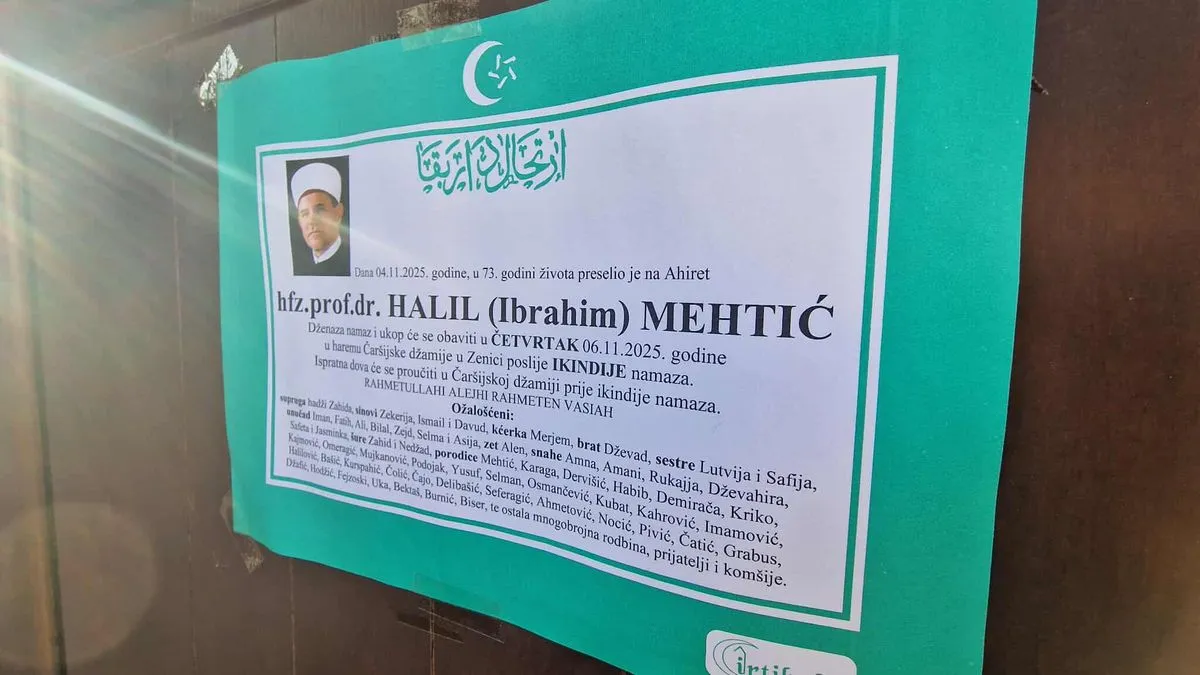 ارتحال دار بقا
Dana 04.11.2025. godine, u 73. godini života preselio je na Ahiret
hfz.prof.dr. HALIL (Ibrahim) MEHTIĆ
Dženaza namaz i ukop će se obaviti u ČETVRTAK 06.11.2025. godine
u haremu Čaršijske džamije u Zenici poslije IKINDIJE namaza.
Ispratna dova će se proučiti u Čaršijskoj džamiji prije ikindije namaza.
RAHMETULLAHI ALEJHI RAHMETEN VASIAH
Ožalošćeni:
supruga hadži Zahida, sinovi Zekerija, Ismail i Davud, kćerka Merjem, brat Dževad, sestre Lutvija i Safija,
unučad Iman, Fatih, Ali, Bilal, Zejd, Selma i Asija, zet Alen, snahe Amna, Amani, Rukajja, Dževahira,
Safeta i Jasminka, šure Zahid i Nedžad, porodice Mehtić, Karaga, Dervišić, Habib, Demirača, Kriko,
Kajmović, Omeragić, Mujkanović, Podojak, Yusuf, Selman, Osmančević, Kubat, Kahrović, Imamović,
Halilović, Bašić, Kurspahić, Čolić, Čajo, Delibašić, Seferagić, Ahmetović, Nocić, Pivić, Čatić, Grabus,
Džafić, Hodžić, Fejzoski, Uka, Bektaš, Burnić, Biser, te ostala mnogobrojna rodbina, prijatelji i komšije.